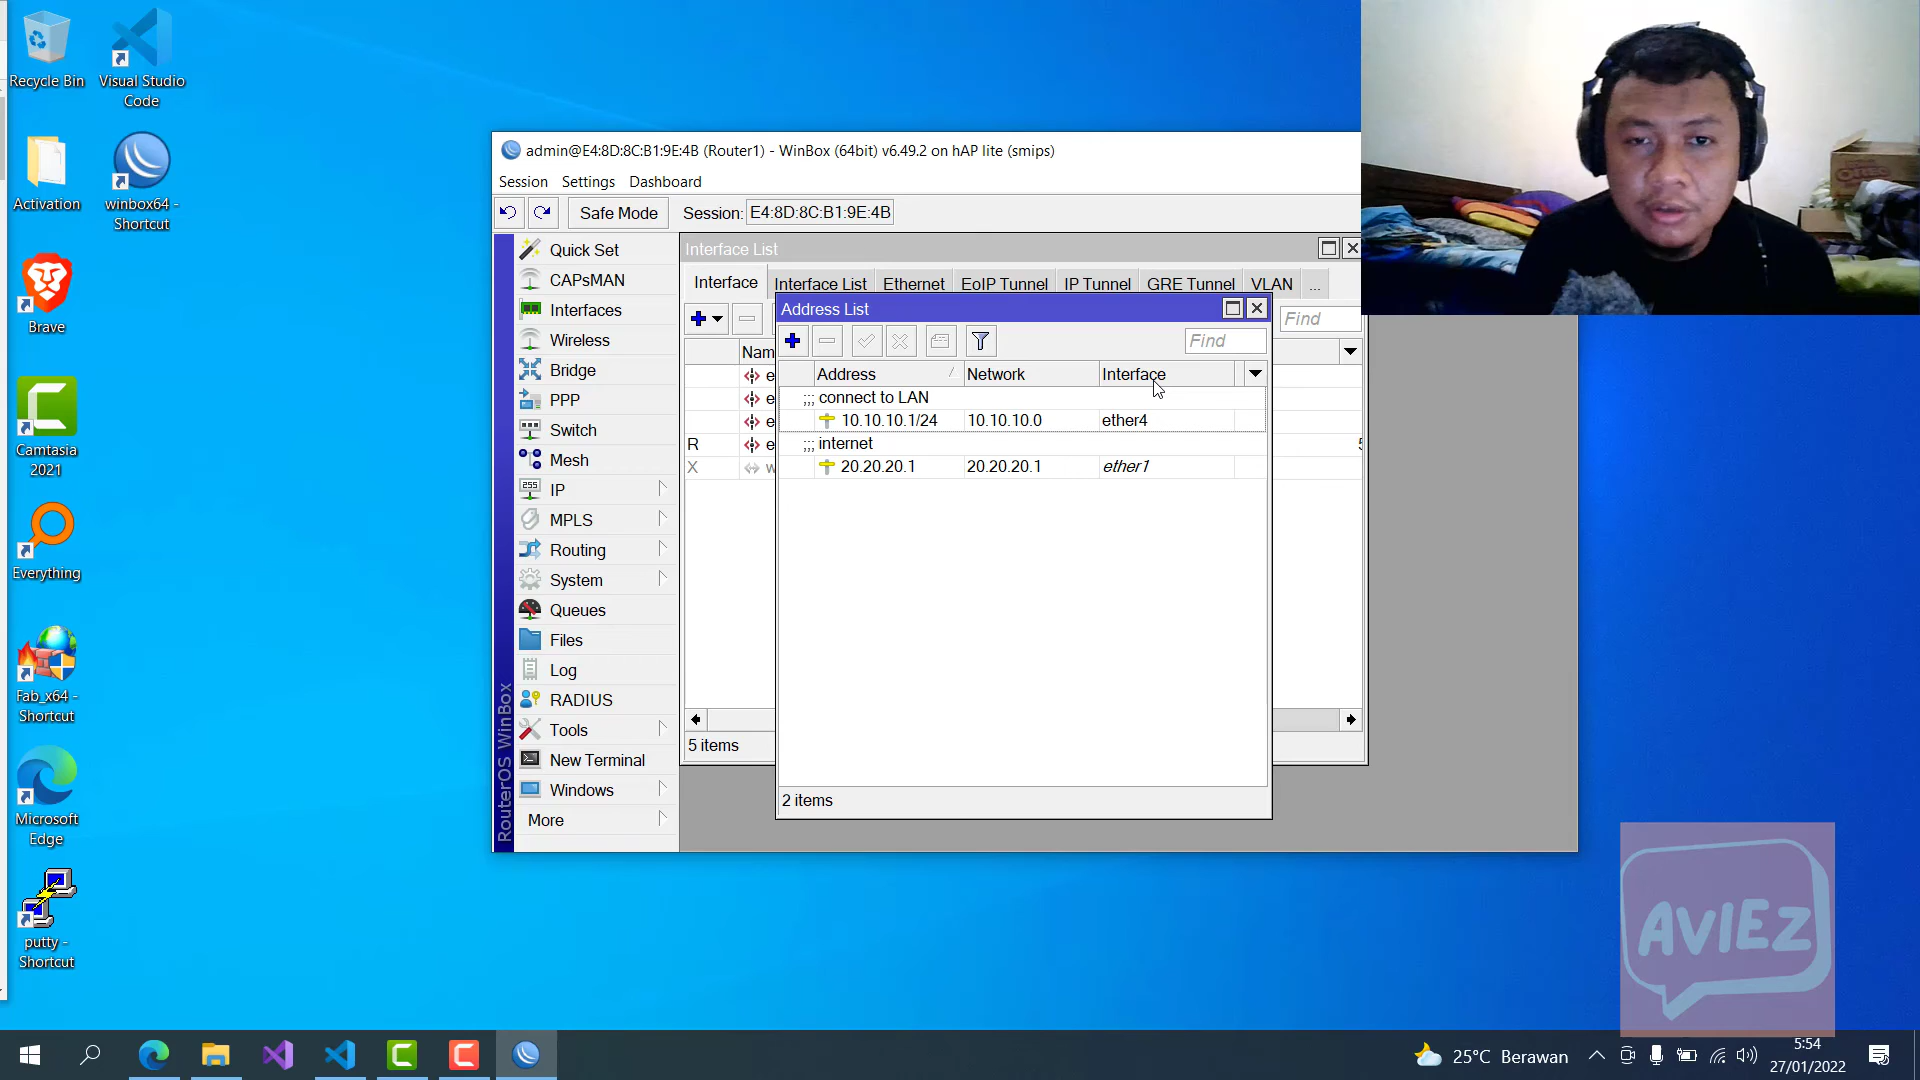 Recycle Bin
Visual Studio
Code
Activation
winbox64 -
Shortcut
Brave
Camtasia
2021
Everything
Fab_x64 -
Shortcut
Microsoft
Edge
putty -
Shortcut
admin@E4:8D:8C:B1:9E:4B (Router1) - WinBox (64bit) v6.49.2 on hAP lite (smips)
Session Settings Dashboard
Safe Mode Session: E4:8D:8C:B1:9E:4B
Quick Set
CAPsMAN
Interfaces
Wireless
Bridge
PPP
Switch
Mesh
255
IP
MPLS
Routing
System
Queues
Files
Log
RADIUS
Tools
New Terminal
Windows
More
RouterOS WinBox
Interface List
Interface Interface List Ethernet EoIP Tunnel IP Tunnel GRE Tunnel VLAN ...
Find
Nam
e
e
e
R e
X w
5 items
Address List
Find
Address Network Interface
;;; connect to LAN
10.10.10.1/24 10.10.10.0 ether4
;;; internet
20.20.20.1 20.20.20.1 ether1
2 items
AVIEZ
25°C Berawan
5:54
27/01/2022